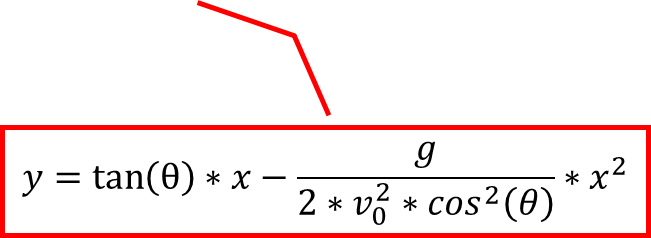 y = tan(θ) * x − g / (2 * v₀² * cos²(θ)) * x²